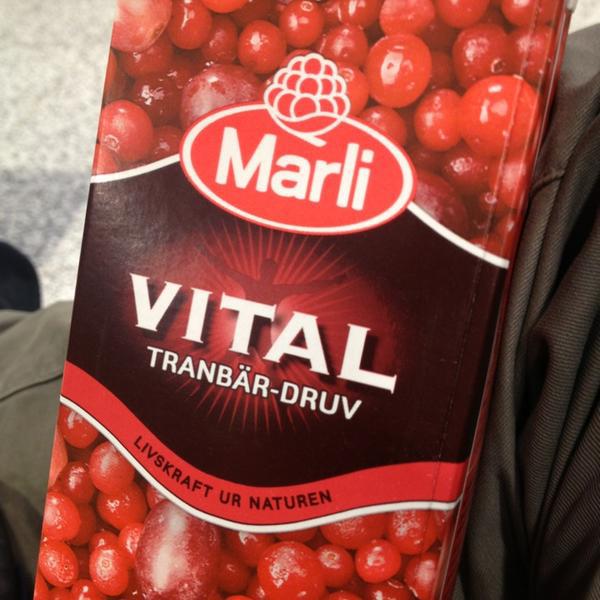 Marli
VITAL
TRANBÄR-DRUV
LIVSKRAFT UR NATUREN